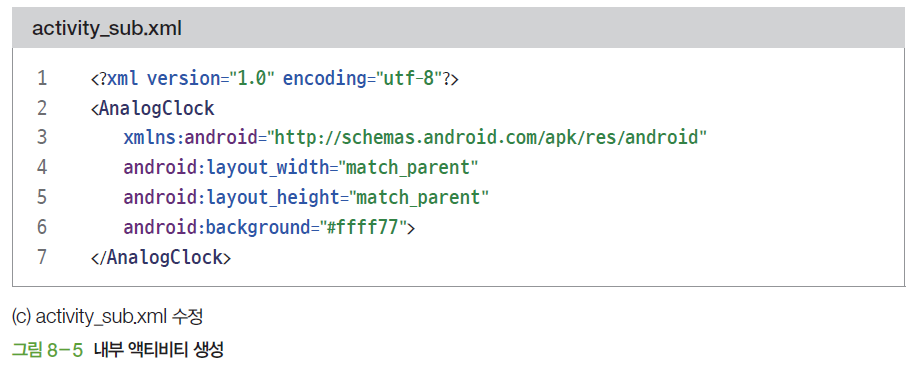 activity_sub.xml
1 <?xml version="1.0" encoding="utf-8"?>
2 <AnalogClock
3 xmlns:android="http://schemas.android.com/apk/res/android"
4 android:layout_width="match_parent"
5 android:layout_height="match_parent"
6 android:background="#ffff77">
7 </AnalogClock>
(c) activity_sub.xml 수정
그림 8-5 내부 액티비티 생성